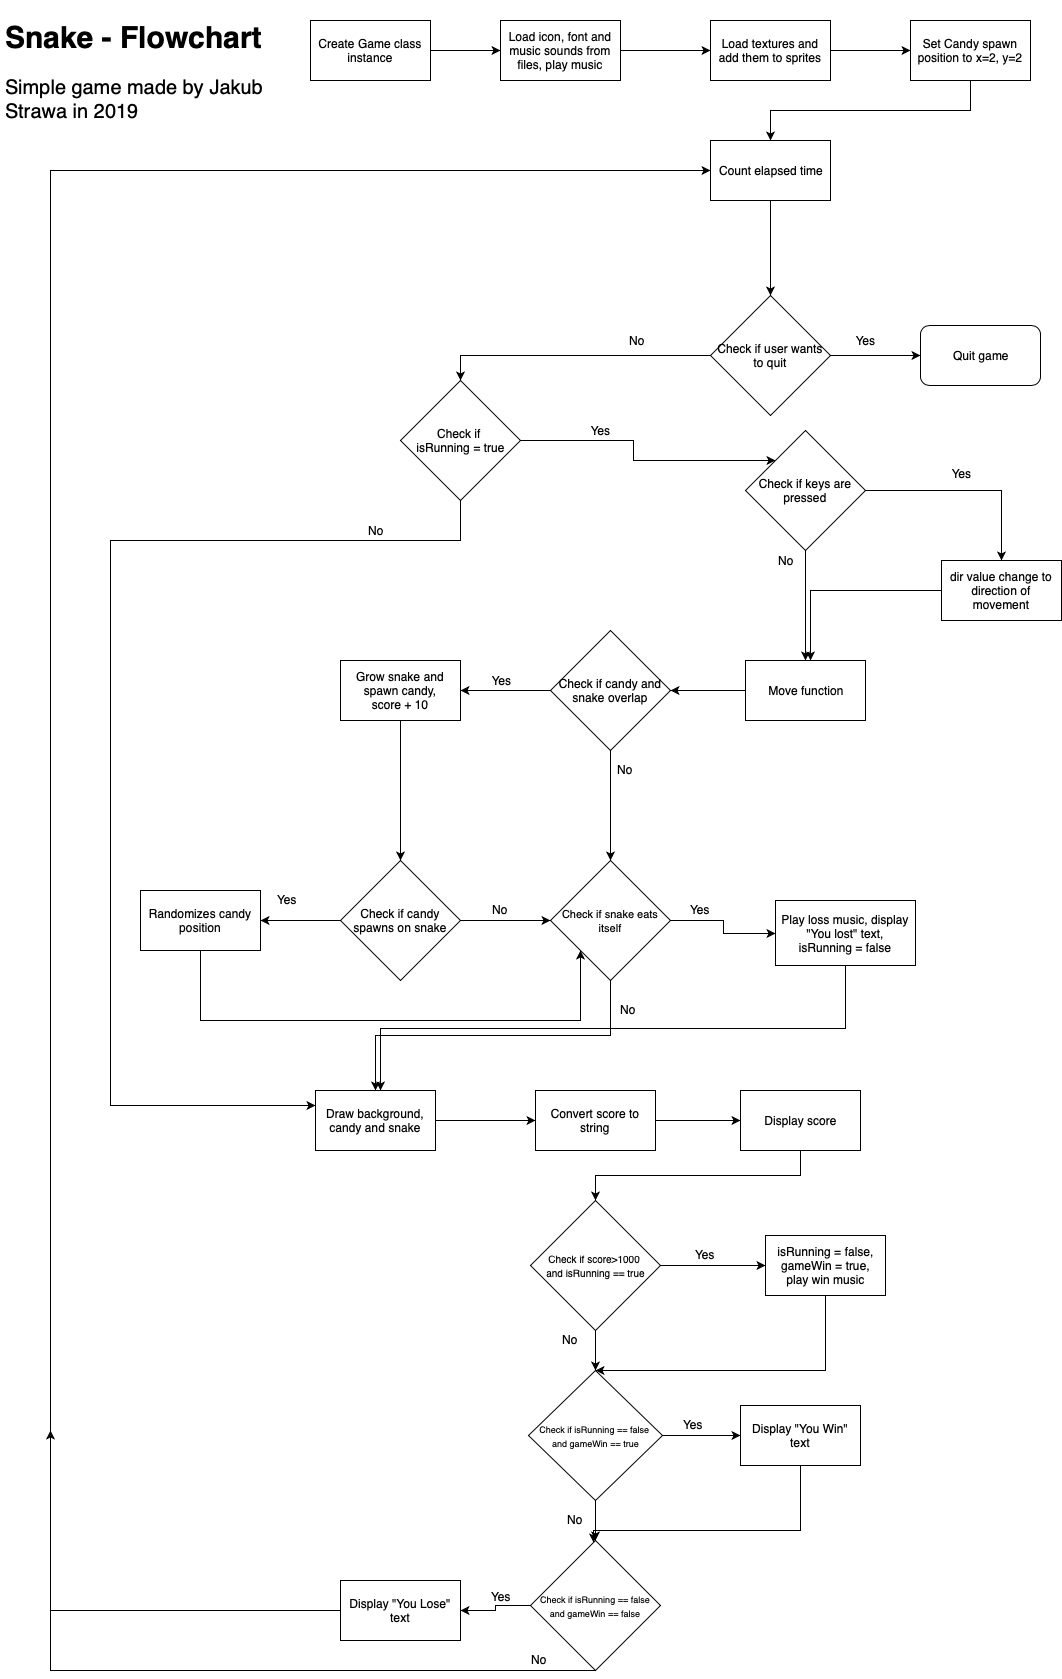 Snake - Flowchart
Simple game made by Jakub
Strawa in 2019
Create Game class
instance
Load icon, font and
music sounds from
files, play music
Load textures and
add them to sprites
Set Candy spawn
position to x=2, y=2
Count elapsed time
Check if user wants
to quit
No
Yes
Quit game
Check if
isRunning = true
Yes
No
Check if keys are
pressed
Yes
No
dir value change to
direction of
movement
Move function
Check if candy and
snake overlap
Yes
No
Grow snake and
spawn candy,
score + 10
Check if candy
spawns on snake
Yes
No
Randomizes candy
position
Check if snake eats
itself
Yes
No
Play loss music, display
"You lost" text,
isRunning = false
Draw background,
candy and snake
Convert score to
string
Display score
Check if score>1000
and isRunning == true
Yes
No
isRunning = false,
gameWin = true,
play win music
Check if isRunning == false
and gameWin == true
Yes
No
Display "You Win"
text
Check if isRunning == false
and gameWin == false
Yes
No
Display "You Lose"
text